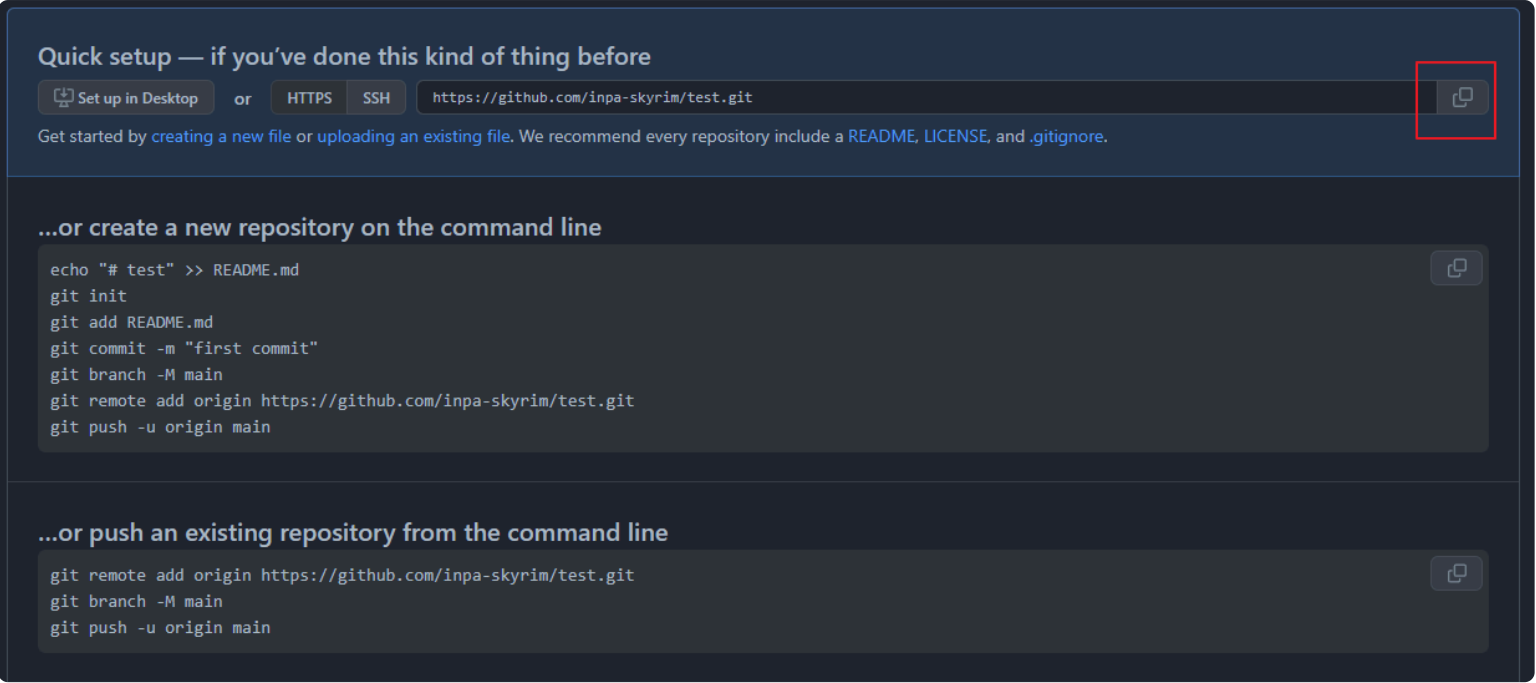 Quick setup — if you’ve done this kind of thing before
Set up in Desktop or HTTPS SSH https://github.com/inpa-skyrim/test.git
Get started by creating a new file or uploading an existing file. We recommend every repository include a README, LICENSE, and .gitignore.
…or create a new repository on the command line
echo "# test" >> README.md
git init
git add README.md
git commit -m "first commit"
git branch -M main
git remote add origin https://github.com/inpa-skyrim/test.git
git push -u origin main
…or push an existing repository from the command line
git remote add origin https://github.com/inpa-skyrim/test.git
git branch -M main
git push -u origin main